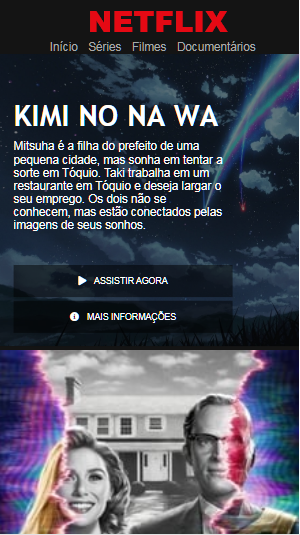 NETFLIX
Início Séries Filmes Documentários
KIMI NO NA WA
Mitsuha é a filha do prefeito de uma
pequena cidade, mas sonha em tentar a
sorte em Tóquio. Taki trabalha em um
restaurante em Tóquio e deseja largar o
seu emprego. Os dois não se
conhecem, mas estão conectados pelas
imagens de seus sonhos.
ASSISTIR AGORA
MAIS INFORMAÇÕES